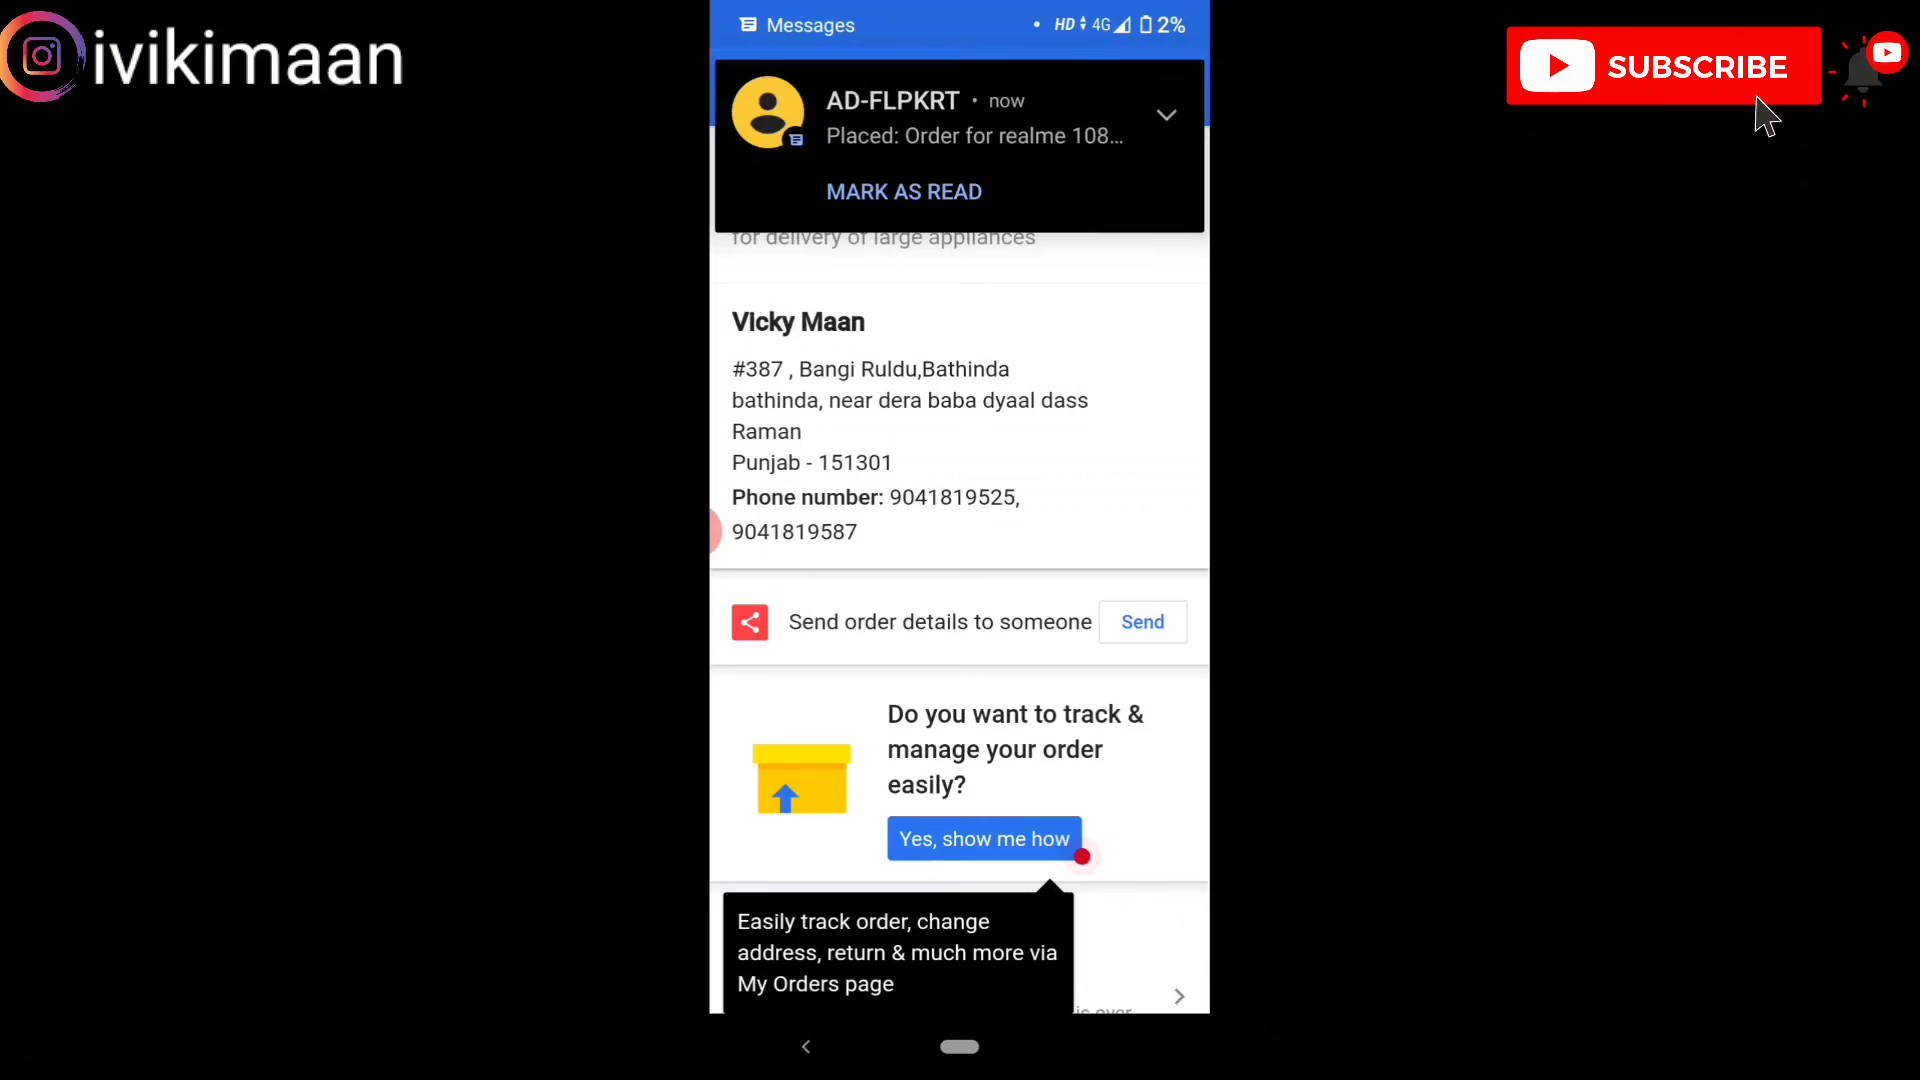 ivikimaan
SUBSCRIBE
Messages
HD 4G 2%
AD-FLPKRT • now
Placed: Order for realme 108...
MARK AS READ
for delivery of large appliances
Vicky Maan
#387 , Bangi Ruldu,Bathinda
bathinda, near dera baba dyaal dass
Raman
Punjab - 151301
Phone number: 9041819525,
9041819587
Send order details to someone Send
Do you want to track &
manage your order
easily?
Yes, show me how
Easily track order, change
address, return & much more via
My Orders page
is over